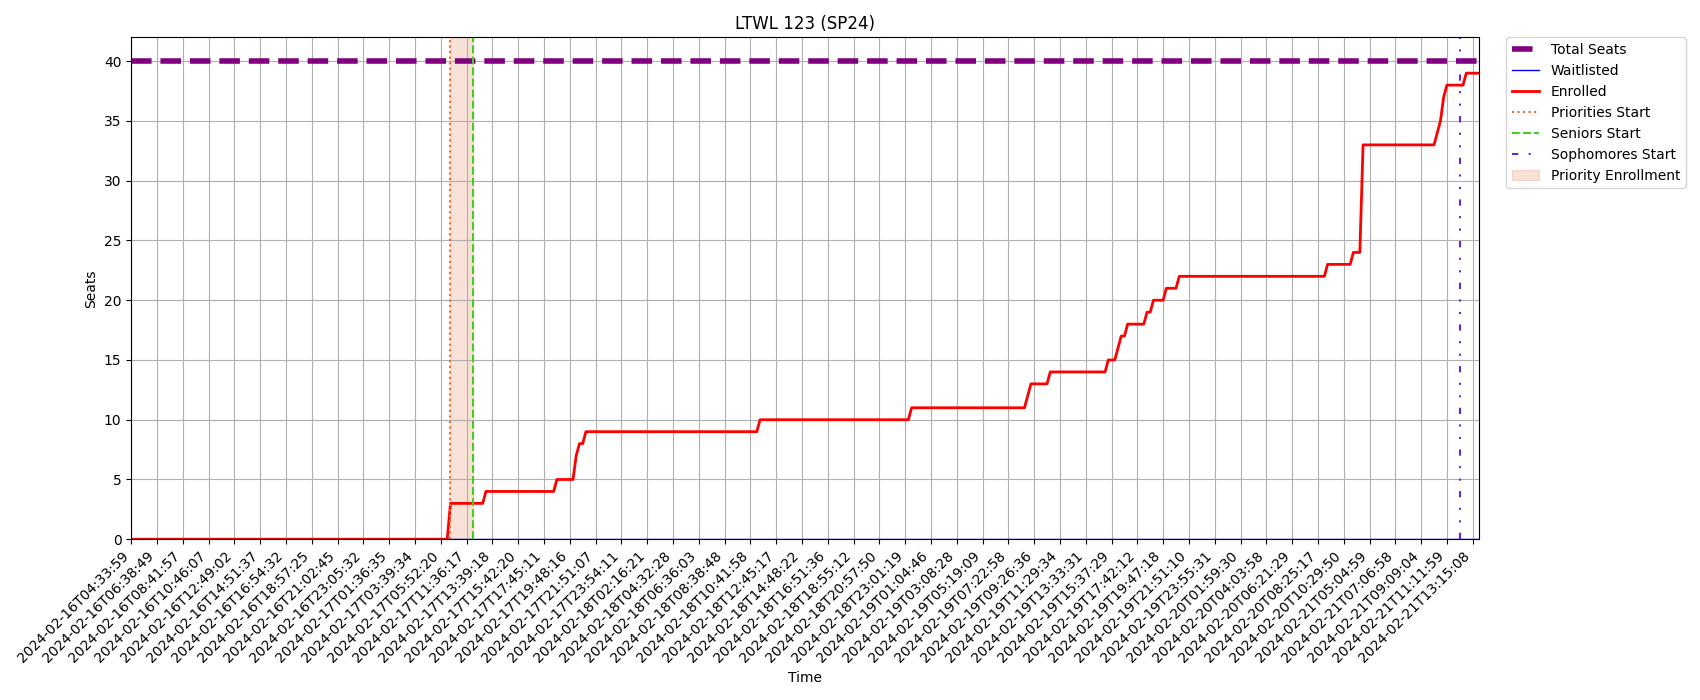 LTWL 123 (SP24)
Total Seats
Waitlisted
Enrolled
Priorities Start
Seniors Start
Sophomores Start
Priority Enrollment
Seats
40
35
30
25
20
15
10
5
0
2024-02-16T04:33:59
2024-02-16T06:38:49
2024-02-16T08:41:57
2024-02-16T10:46:07
2024-02-16T12:49:02
2024-02-16T14:51:37
2024-02-16T16:54:32
2024-02-16T18:57:25
2024-02-16T21:02:45
2024-02-16T23:05:32
2024-02-17T01:36:35
2024-02-17T03:39:34
2024-02-17T05:52:20
2024-02-17T11:36:17
2024-02-17T13:39:18
2024-02-17T15:42:20
2024-02-17T17:45:11
2024-02-17T19:48:16
2024-02-17T21:51:07
2024-02-17T23:54:11
2024-02-18T02:16:21
2024-02-18T04:32:28
2024-02-18T06:36:03
2024-02-18T08:38:48
2024-02-18T10:41:58
2024-02-18T12:45:17
2024-02-18T14:48:22
2024-02-18T16:51:36
2024-02-18T18:55:12
2024-02-18T20:57:50
2024-02-18T23:01:19
2024-02-19T01:04:46
2024-02-19T03:08:28
2024-02-19T05:19:09
2024-02-19T07:22:58
2024-02-19T09:26:36
2024-02-19T11:29:34
2024-02-19T13:33:31
2024-02-19T15:37:29
2024-02-19T17:42:12
2024-02-19T19:47:18
2024-02-19T21:51:10
2024-02-19T23:55:31
2024-02-20T01:59:30
2024-02-20T04:03:58
2024-02-20T06:21:29
2024-02-20T08:25:17
2024-02-20T10:29:50
2024-02-21T05:04:59
2024-02-21T07:06:58
2024-02-21T09:09:04
2024-02-21T11:11:59
2024-02-21T13:15:08
Time